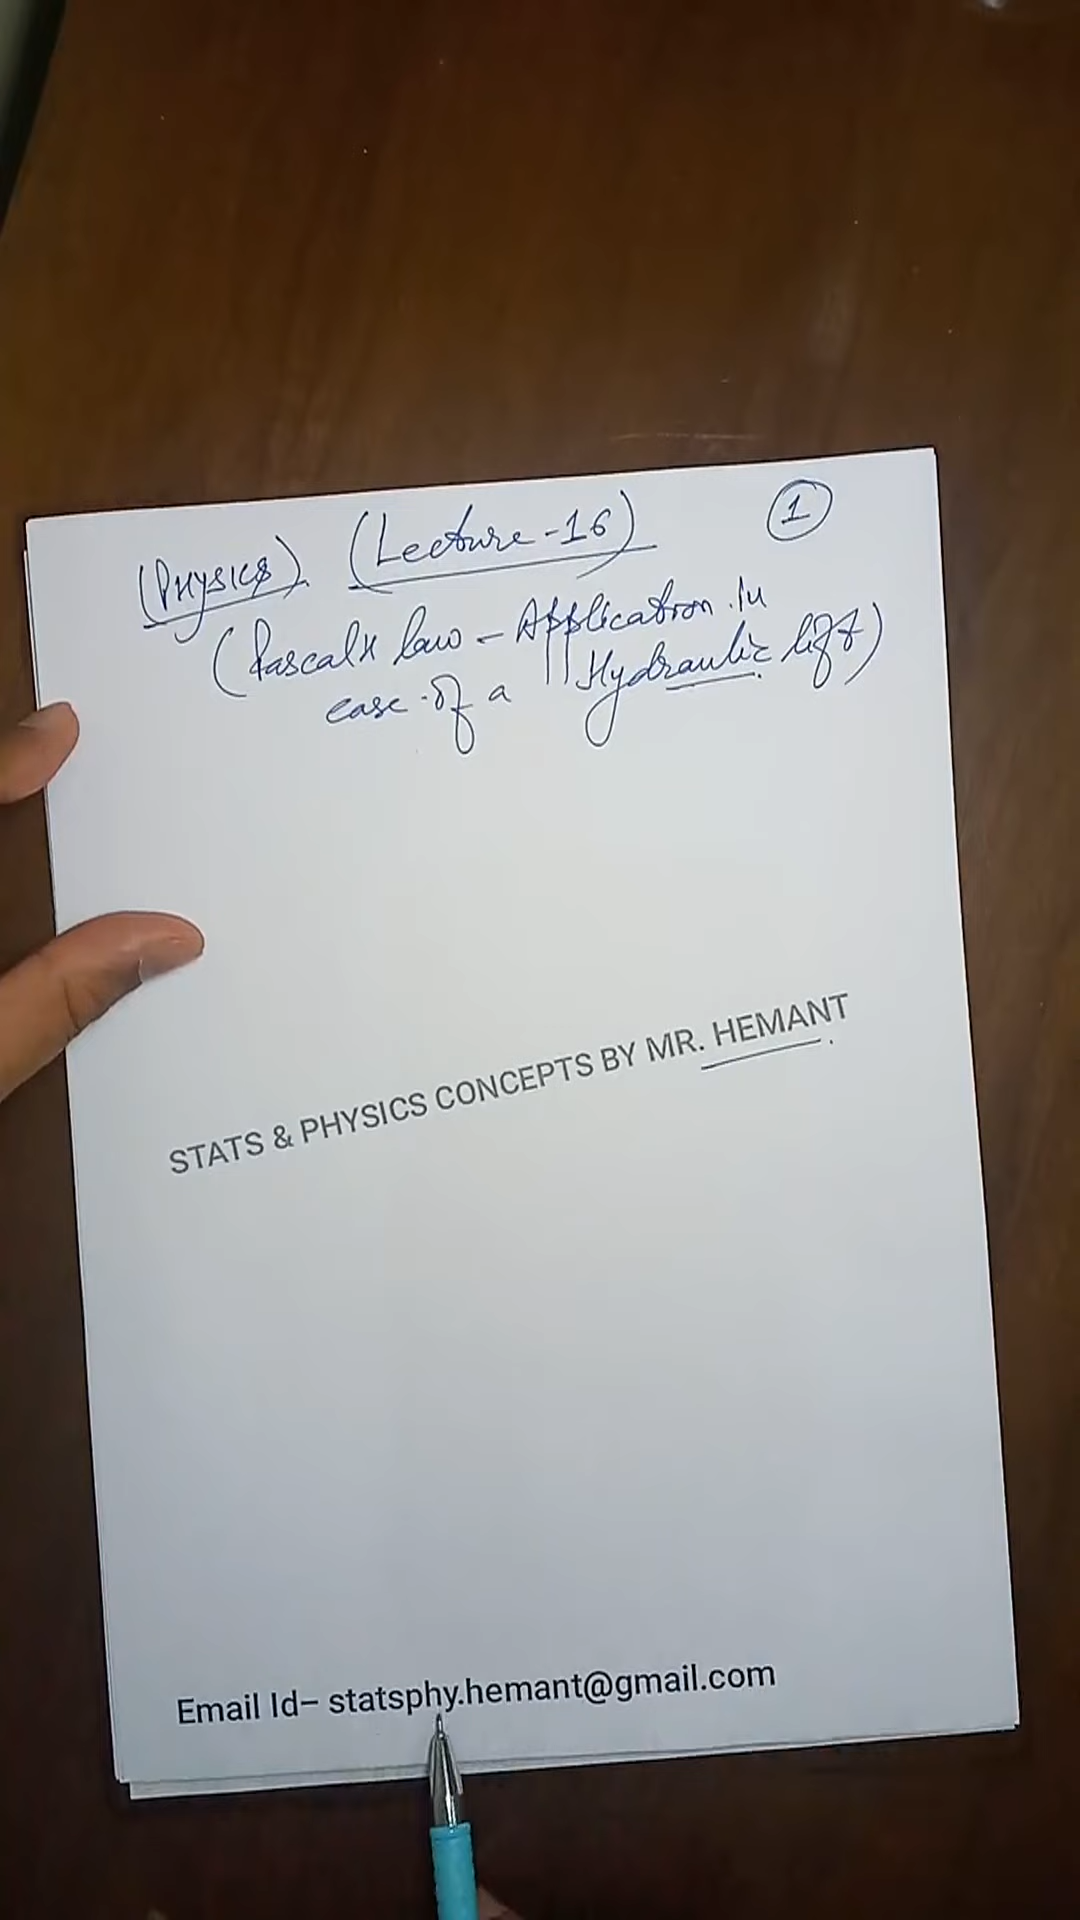 (PHYSICS) (Lecture-16) 1
(Pascal's law - Application in
case of a Hydraulic lift)
STATS & PHYSICS CONCEPTS BY MR. HEMANT
Email Id- statsphy.hemant@gmail.com